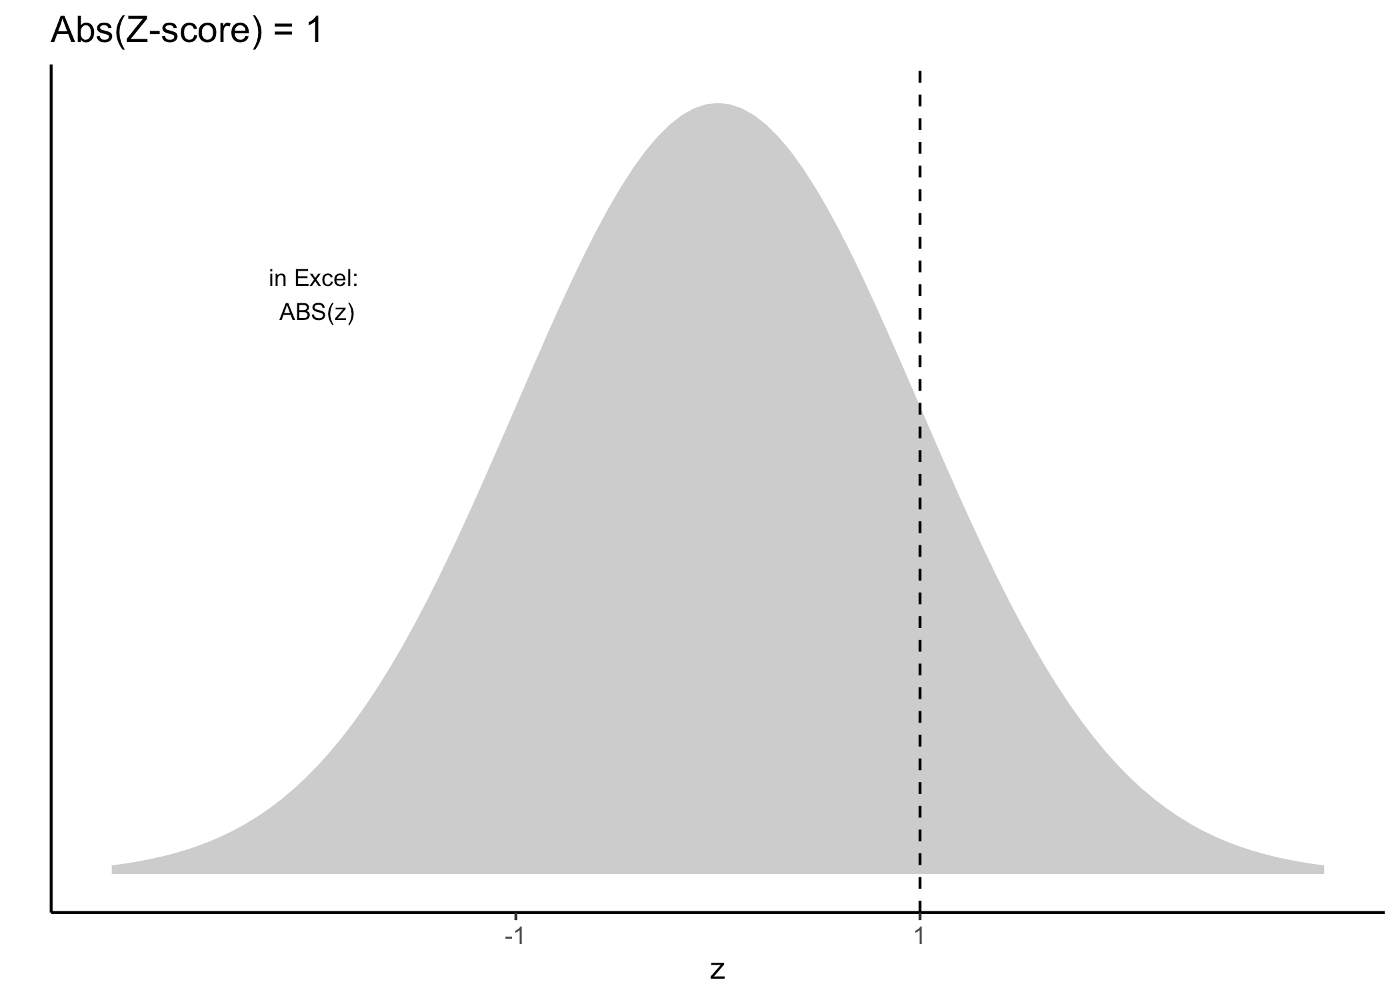 Abs(Z-score) = 1
in Excel:
ABS(z)
-1
1
z